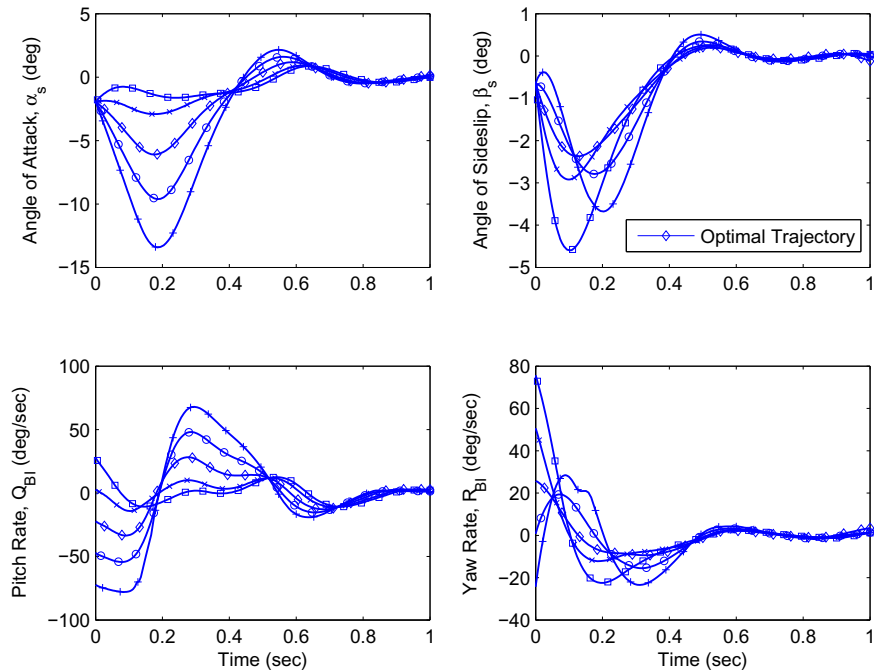 5
0
−5
−10
−15
0 0.2 0.4 0.6 0.8 1
Angle of Attack, α_s (deg)
1
0
−1
−2
−3
−4
−5
0 0.2 0.4 0.6 0.8 1
Angle of Sideslip, β_s (deg)
Optimal Trajectory
100
50
0
−50
−100
0 0.2 0.4 0.6 0.8 1
Time (sec)
Pitch Rate, Q_BI (deg/sec)
80
60
40
20
0
−20
−40
0 0.2 0.4 0.6 0.8 1
Time (sec)
Yaw Rate, R_BI (deg/sec)